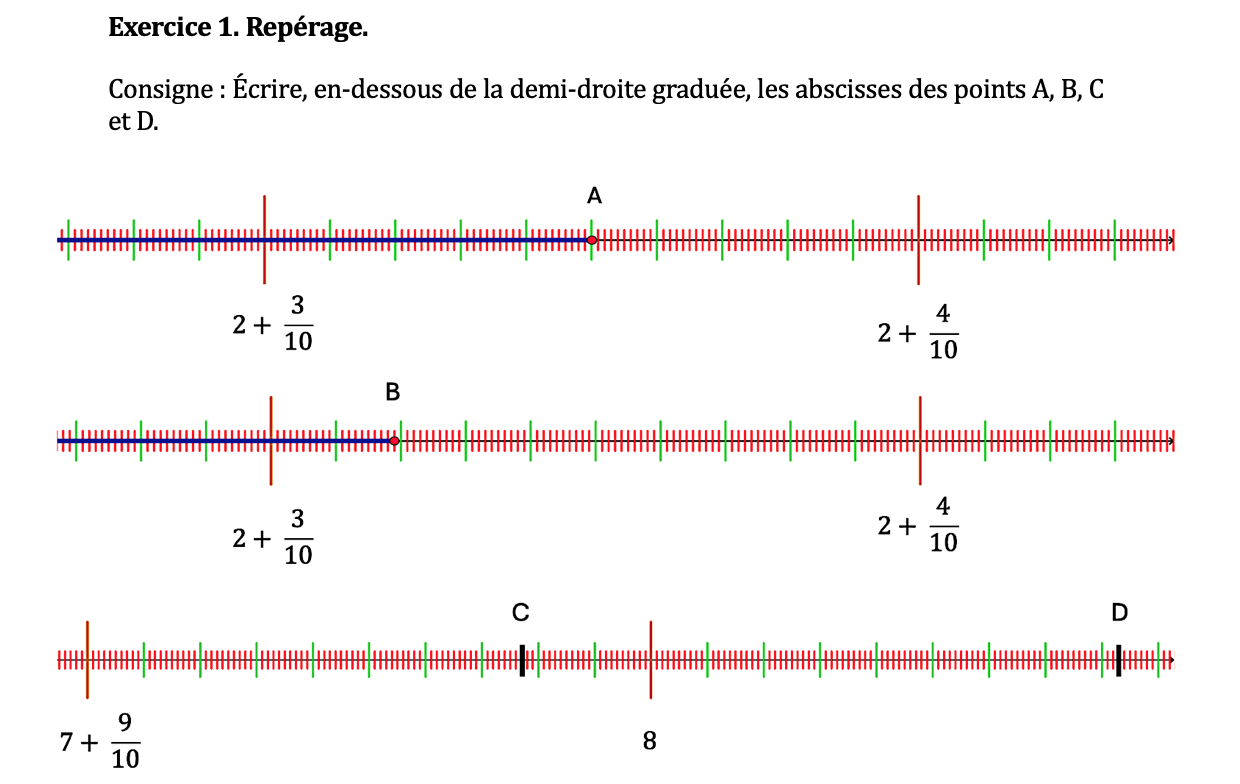 Exercice 1. Repérage.
Consigne : Écrire, en-dessous de la demi-droite graduée, les abscisses des points A, B, C
et D.
A
2 + 3/10
2 + 4/10
B
2 + 3/10
2 + 4/10
C
D
7 + 9/10
8